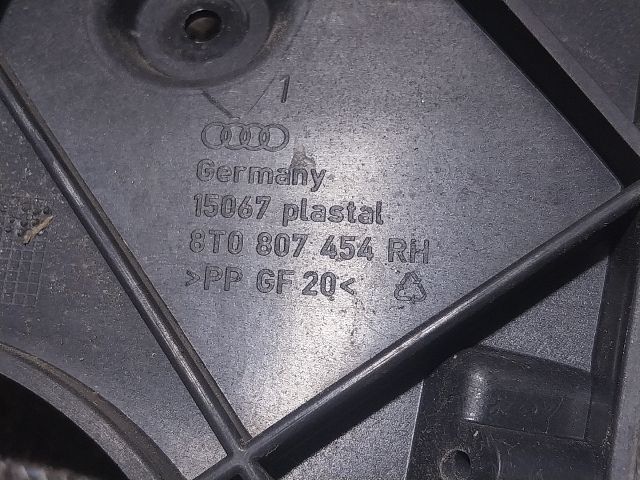 1
Germany
15067 plastal
8T0 807 454 RH
>PP GF 20<